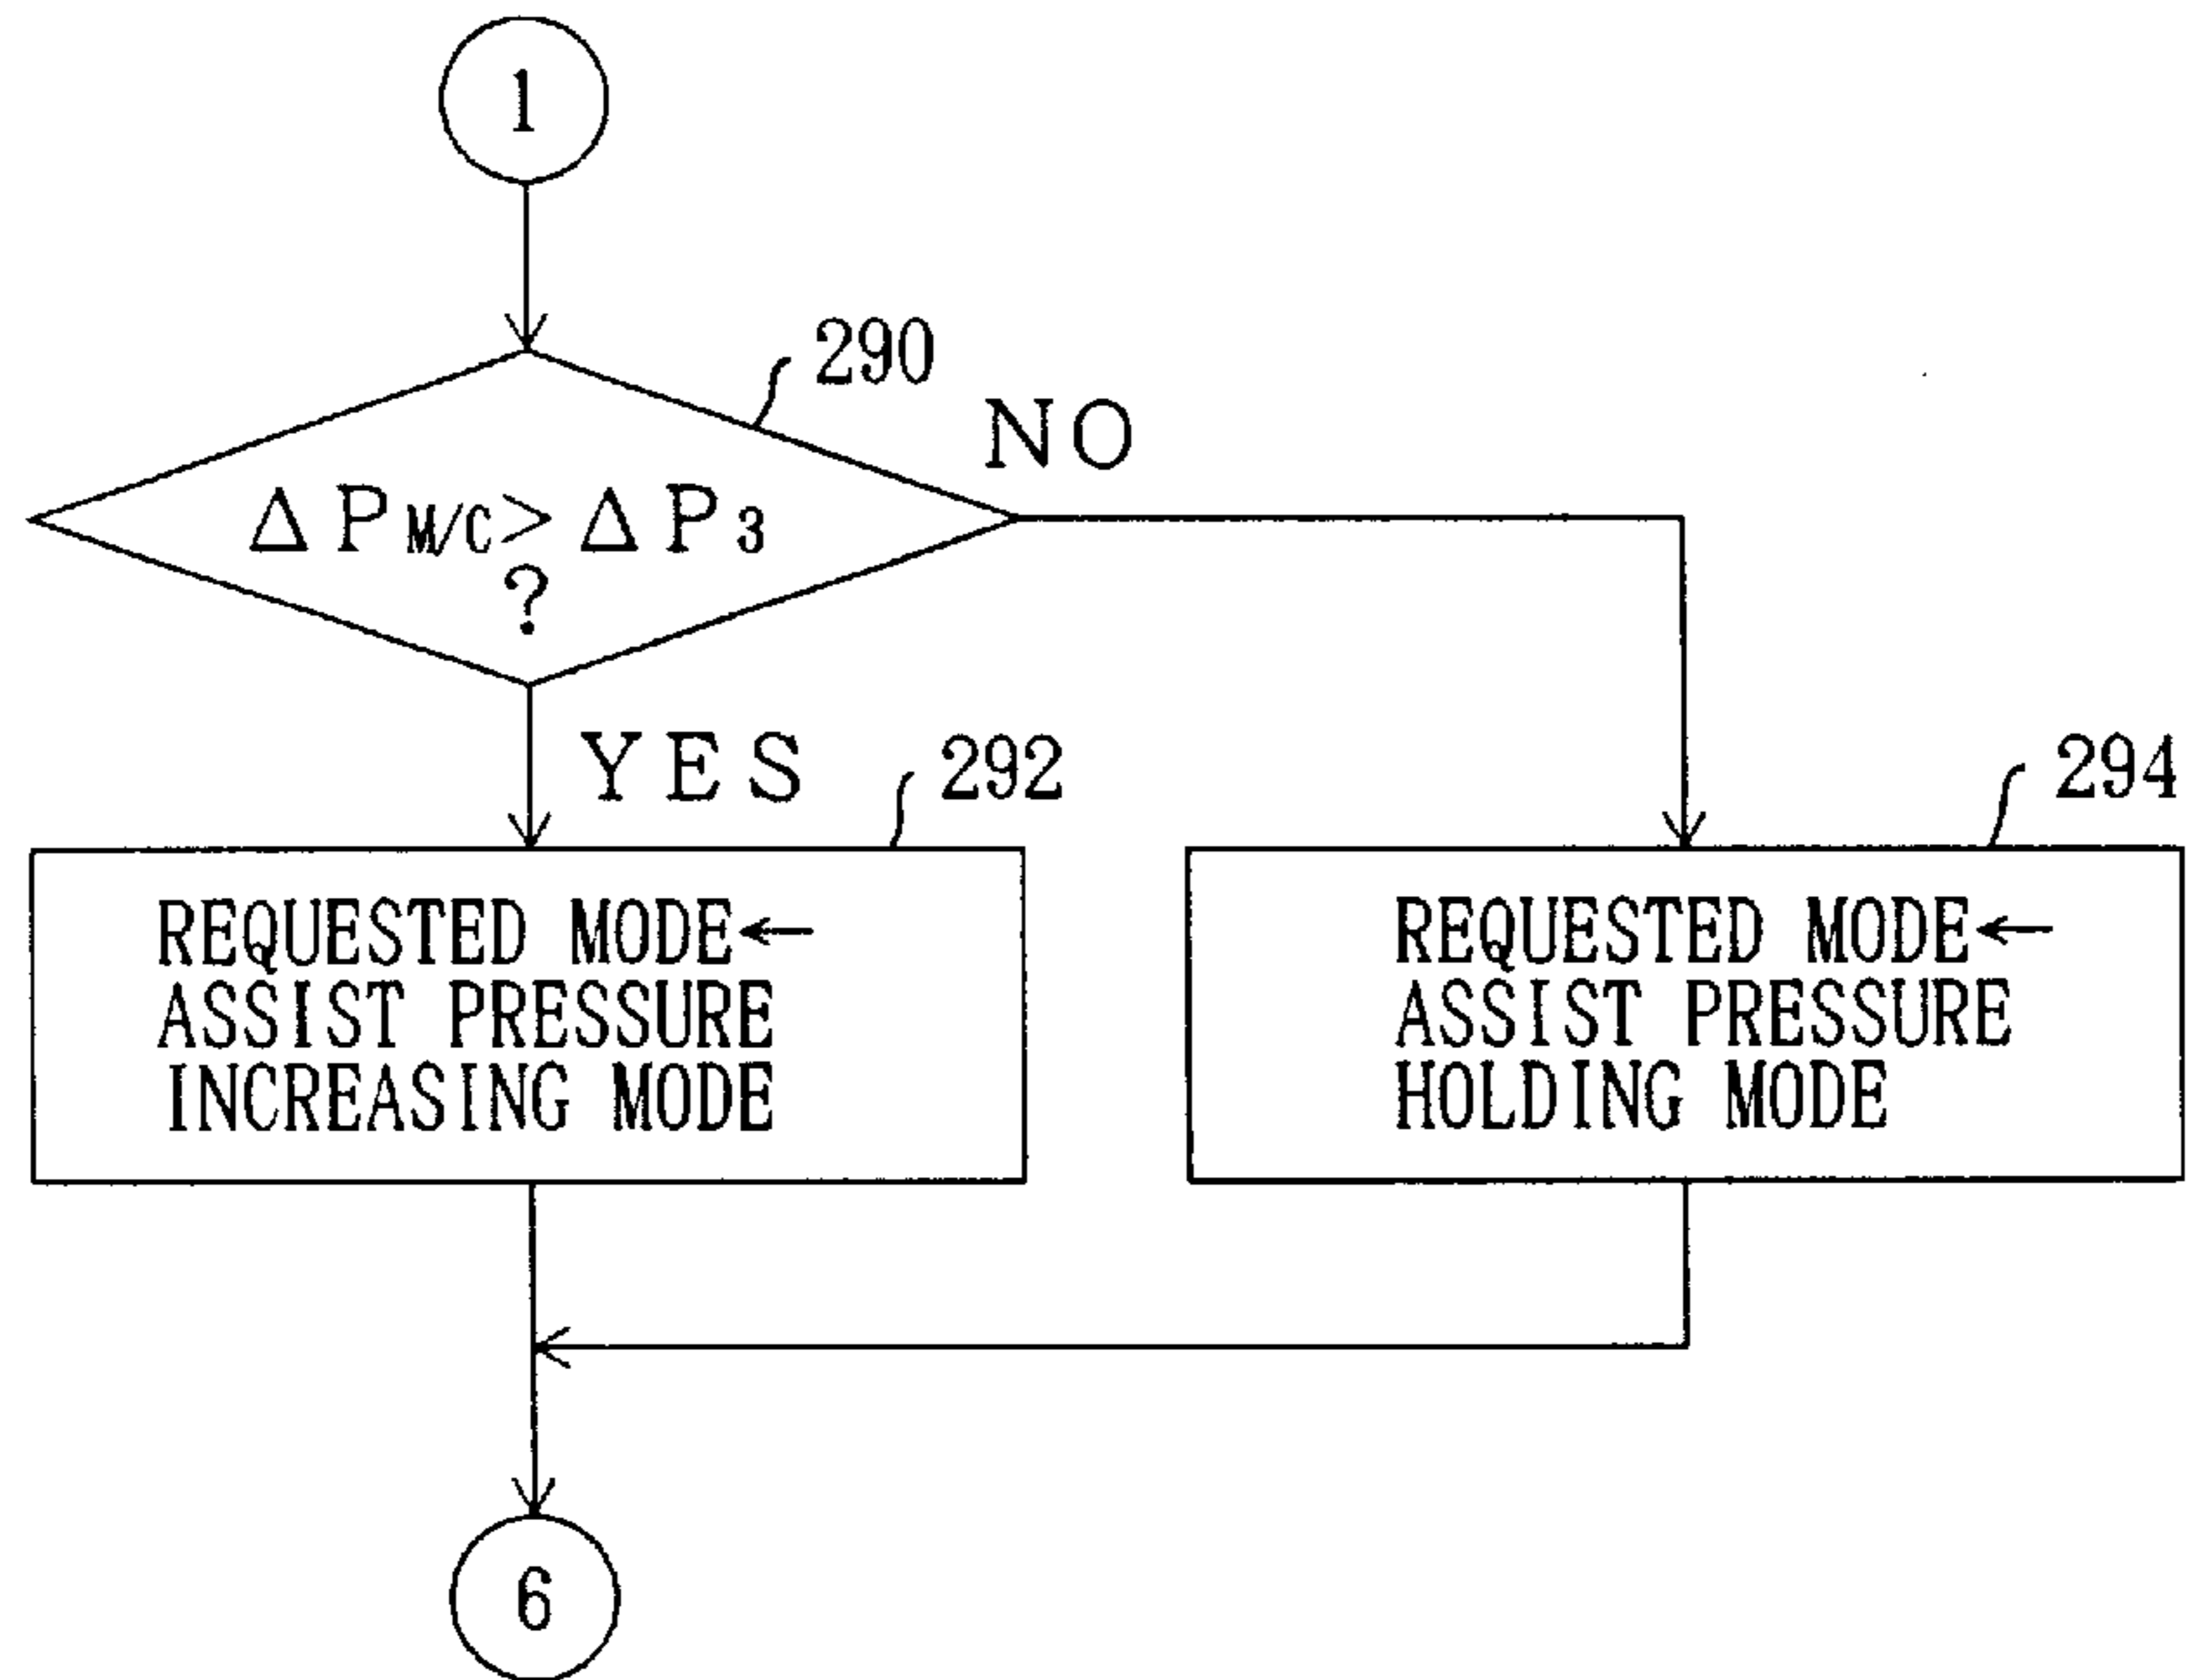 1
290
NO
ΔPM/C>ΔP3
?
YES
292
294
REQUESTED MODE←
ASSIST PRESSURE
INCREASING MODE
REQUESTED MODE←
ASSIST PRESSURE
HOLDING MODE
6